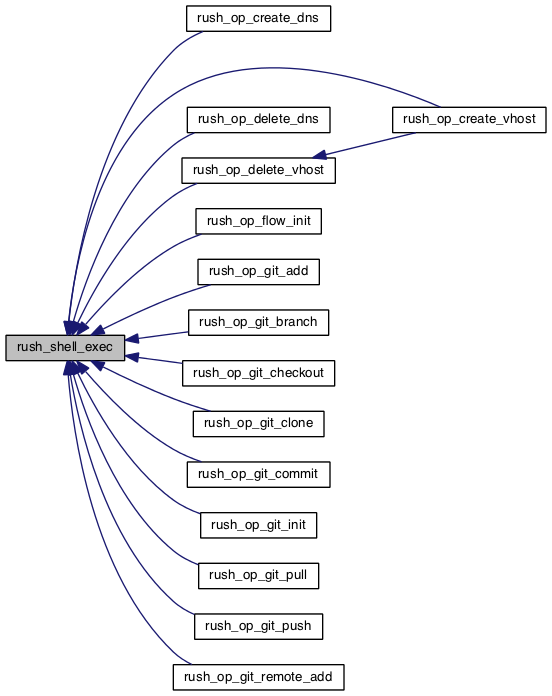 rush_op_create_dns
rush_op_delete_dns
rush_op_create_vhost
rush_op_delete_vhost
rush_op_flow_init
rush_op_git_add
rush_op_git_branch
rush_shell_exec
rush_op_git_checkout
rush_op_git_clone
rush_op_git_commit
rush_op_git_init
rush_op_git_pull
rush_op_git_push
rush_op_git_remote_add